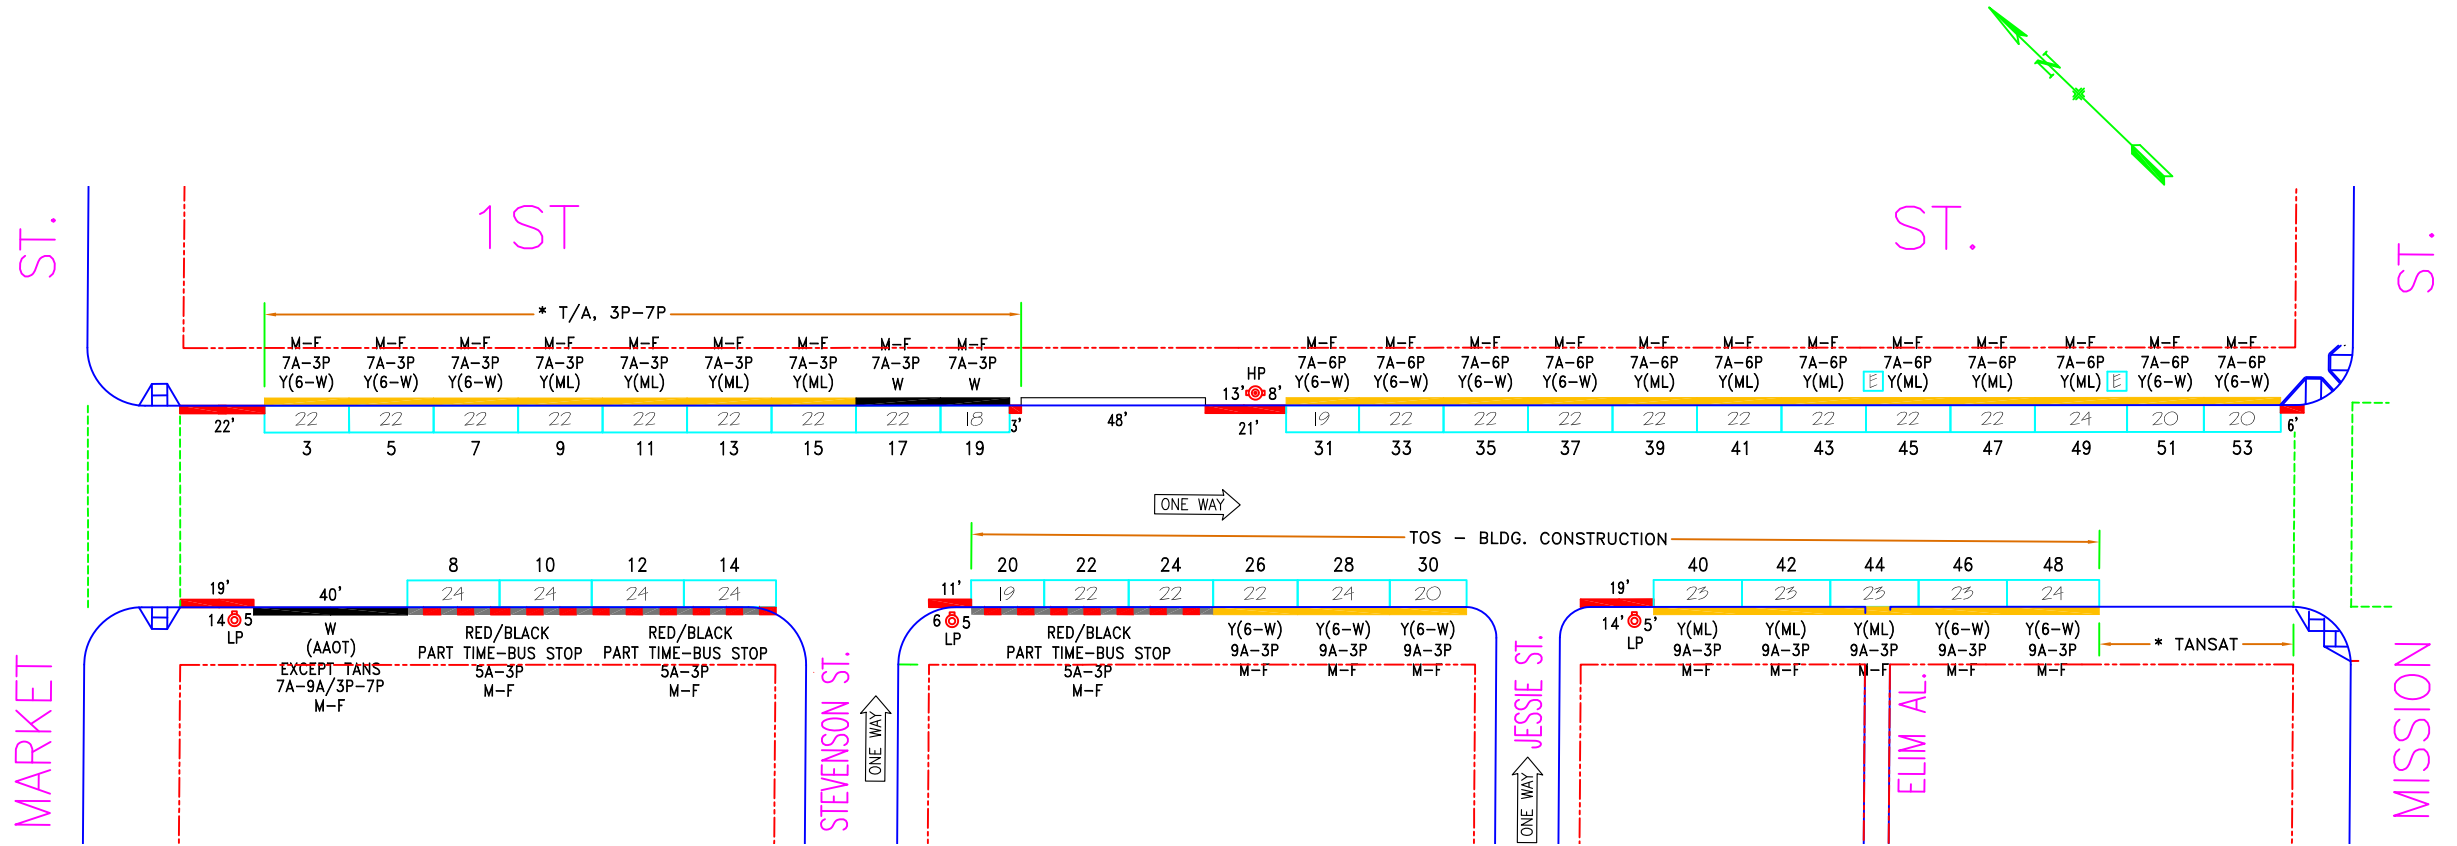 N
1ST ST.
ST.
ST.
* T/A, 3P-7P
M-F M-F M-F M-F M-F M-F M-F M-F M-F M-F M-F M-F M-F M-F M-F M-F M-F M-F M-F M-F M-F
7A-3P 7A-3P 7A-3P 7A-3P 7A-3P 7A-3P 7A-3P 7A-3P 7A-3P 7A-6P 7A-6P 7A-6P 7A-6P 7A-6P 7A-6P 7A-6P 7A-6P 7A-6P 7A-6P 7A-6P 7A-6P
Y(6-W) Y(6-W) Y(6-W) Y(ML) Y(ML) Y(ML) Y(ML) W W HP Y(6-W) Y(6-W) Y(6-W) Y(6-W) Y(ML) Y(ML) Y(ML) E Y(ML) Y(ML) Y(ML) E Y(6-W) Y(6-W)
13' 8'
22' 22 22 22 22 22 22 22 22 18 3' 48' 21' 19 22 22 22 22 22 22 22 22 24 20 20 6'
3 5 7 9 11 13 15 17 19 31 33 35 37 39 41 43 45 47 49 51 53
ONE WAY
TOS - BLDG. CONSTRUCTION
8 10 12 14 20 22 24 26 28 30 40 42 44 46 48
19' 40' 24 24 24 24 11' 19 22 22 22 24 20 19' 23 23 23 23 24
14 5 LP
W
(AAOT)
EXCEPT TANS
7A-9A/3P-7P
M-F
RED/BLACK
PART TIME-BUS STOP
5A-3P
M-F
RED/BLACK
PART TIME-BUS STOP
5A-3P
M-F
6 5 LP
RED/BLACK
PART TIME-BUS STOP
5A-3P
M-F
Y(6-W) Y(6-W) Y(6-W)
9A-3P 9A-3P 9A-3P
M-F M-F M-F
14' 5' LP
Y(ML) Y(ML) Y(ML) Y(6-W) Y(6-W)
9A-3P 9A-3P 9A-3P 9A-3P 9A-3P
M-F M-F M-F M-F M-F
* TANSAT
MARKET
STEVENSON ST.
ONE WAY
JESSIE ST.
ONE WAY
ELIM AL.
MISSION